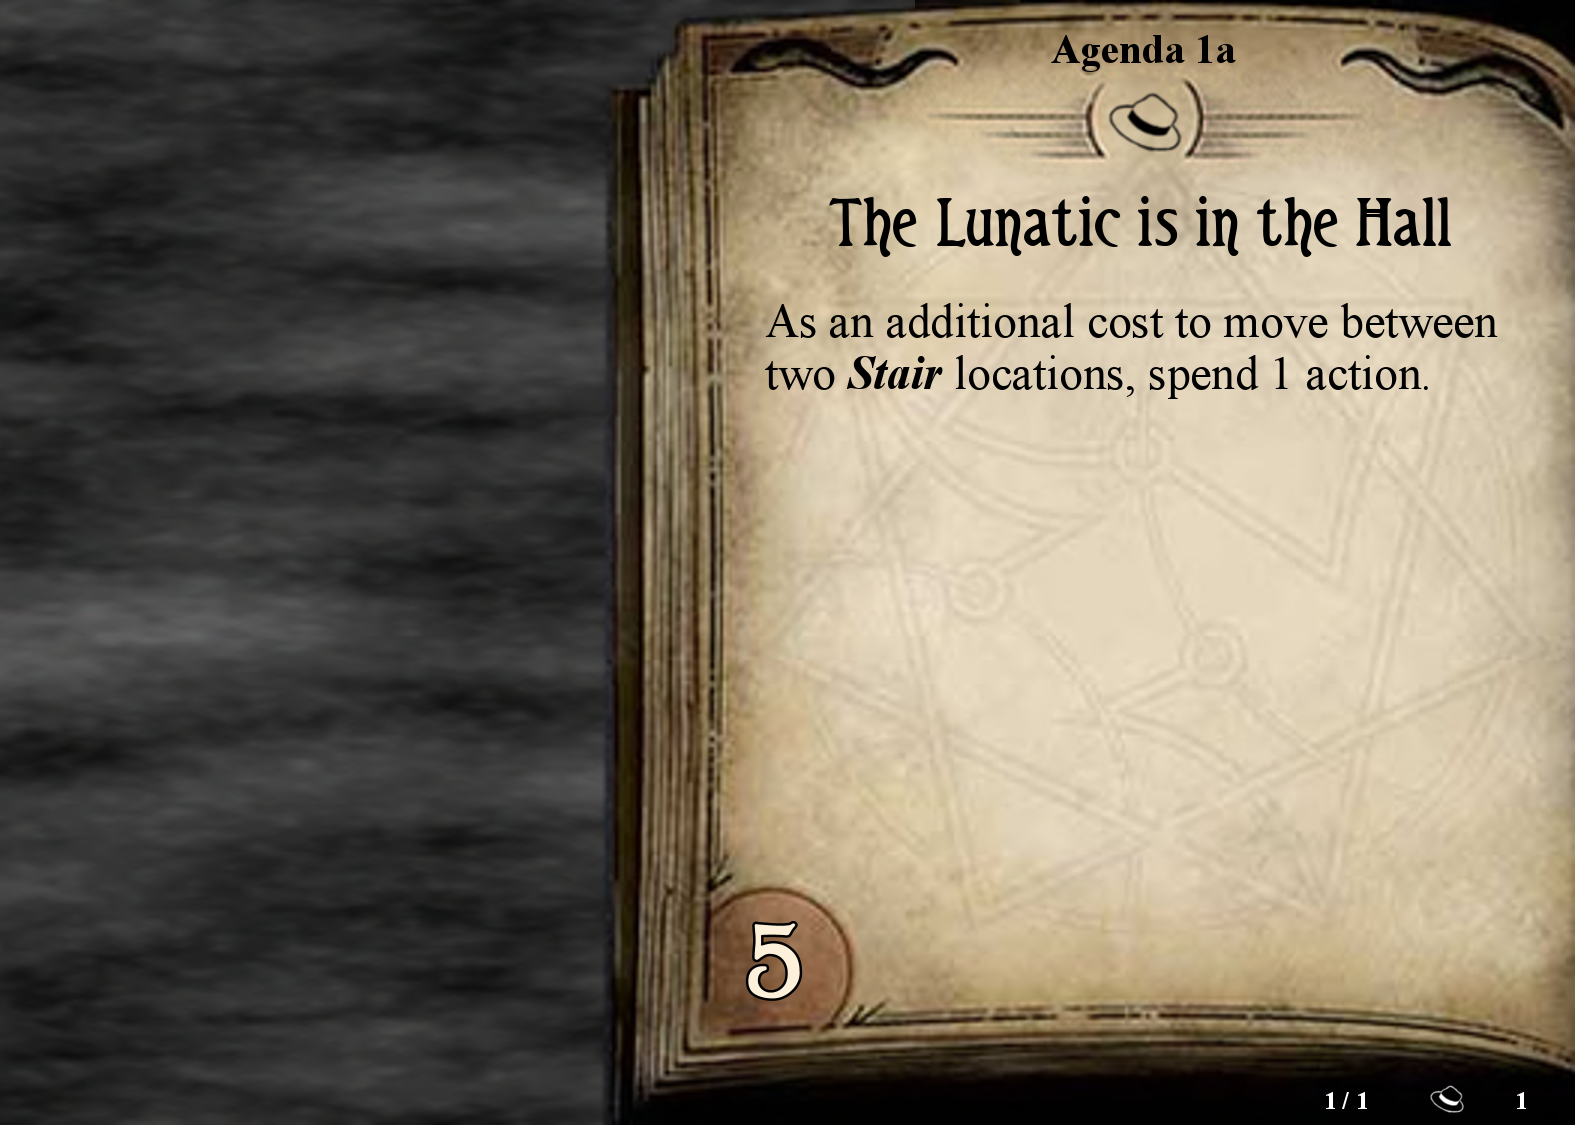 Agenda 1a
The Lunatic is in the Hall
As an additional cost to move between
two Stair locations, spend 1 action.
5
1 / 1
1